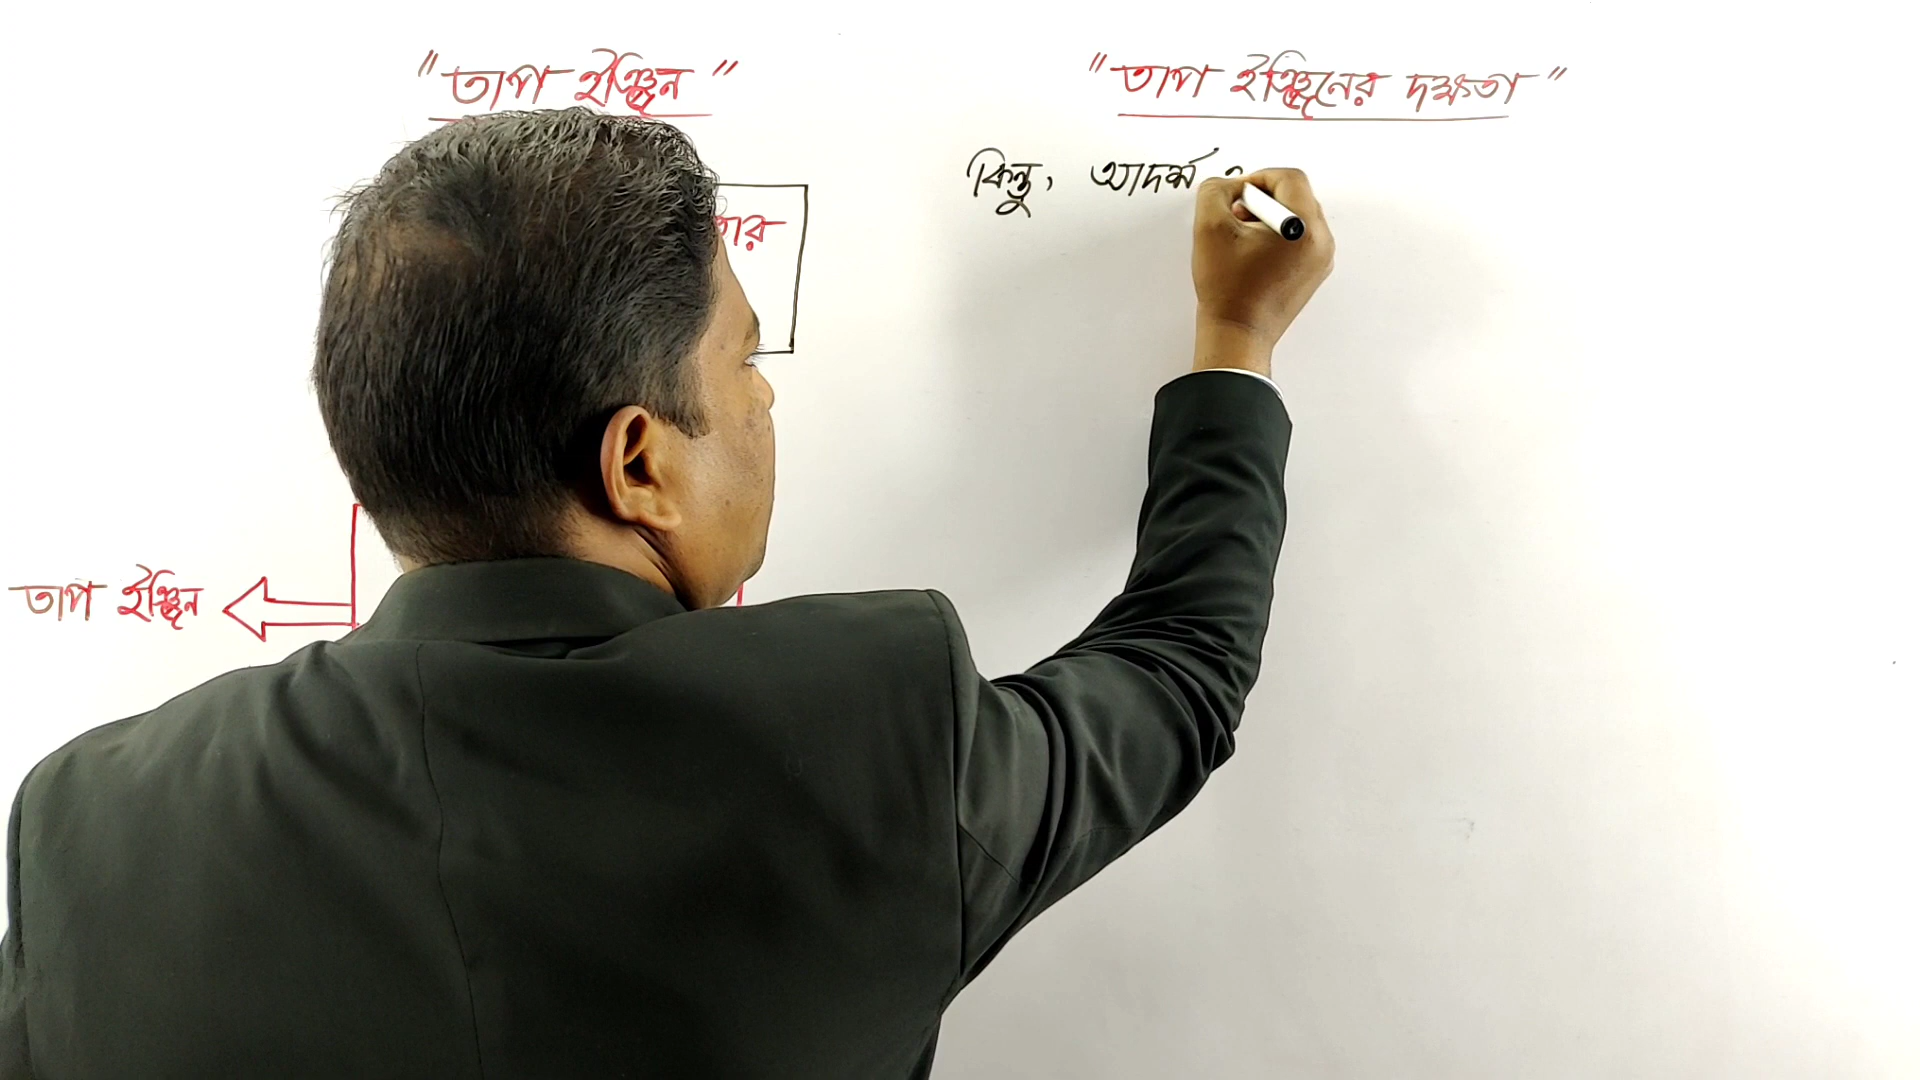 "তাপ ইঞ্জিন"
তাপ ইঞ্জিন
"তাপ ইঞ্জিনের দক্ষতা"
কিন্তু, আদর্শ